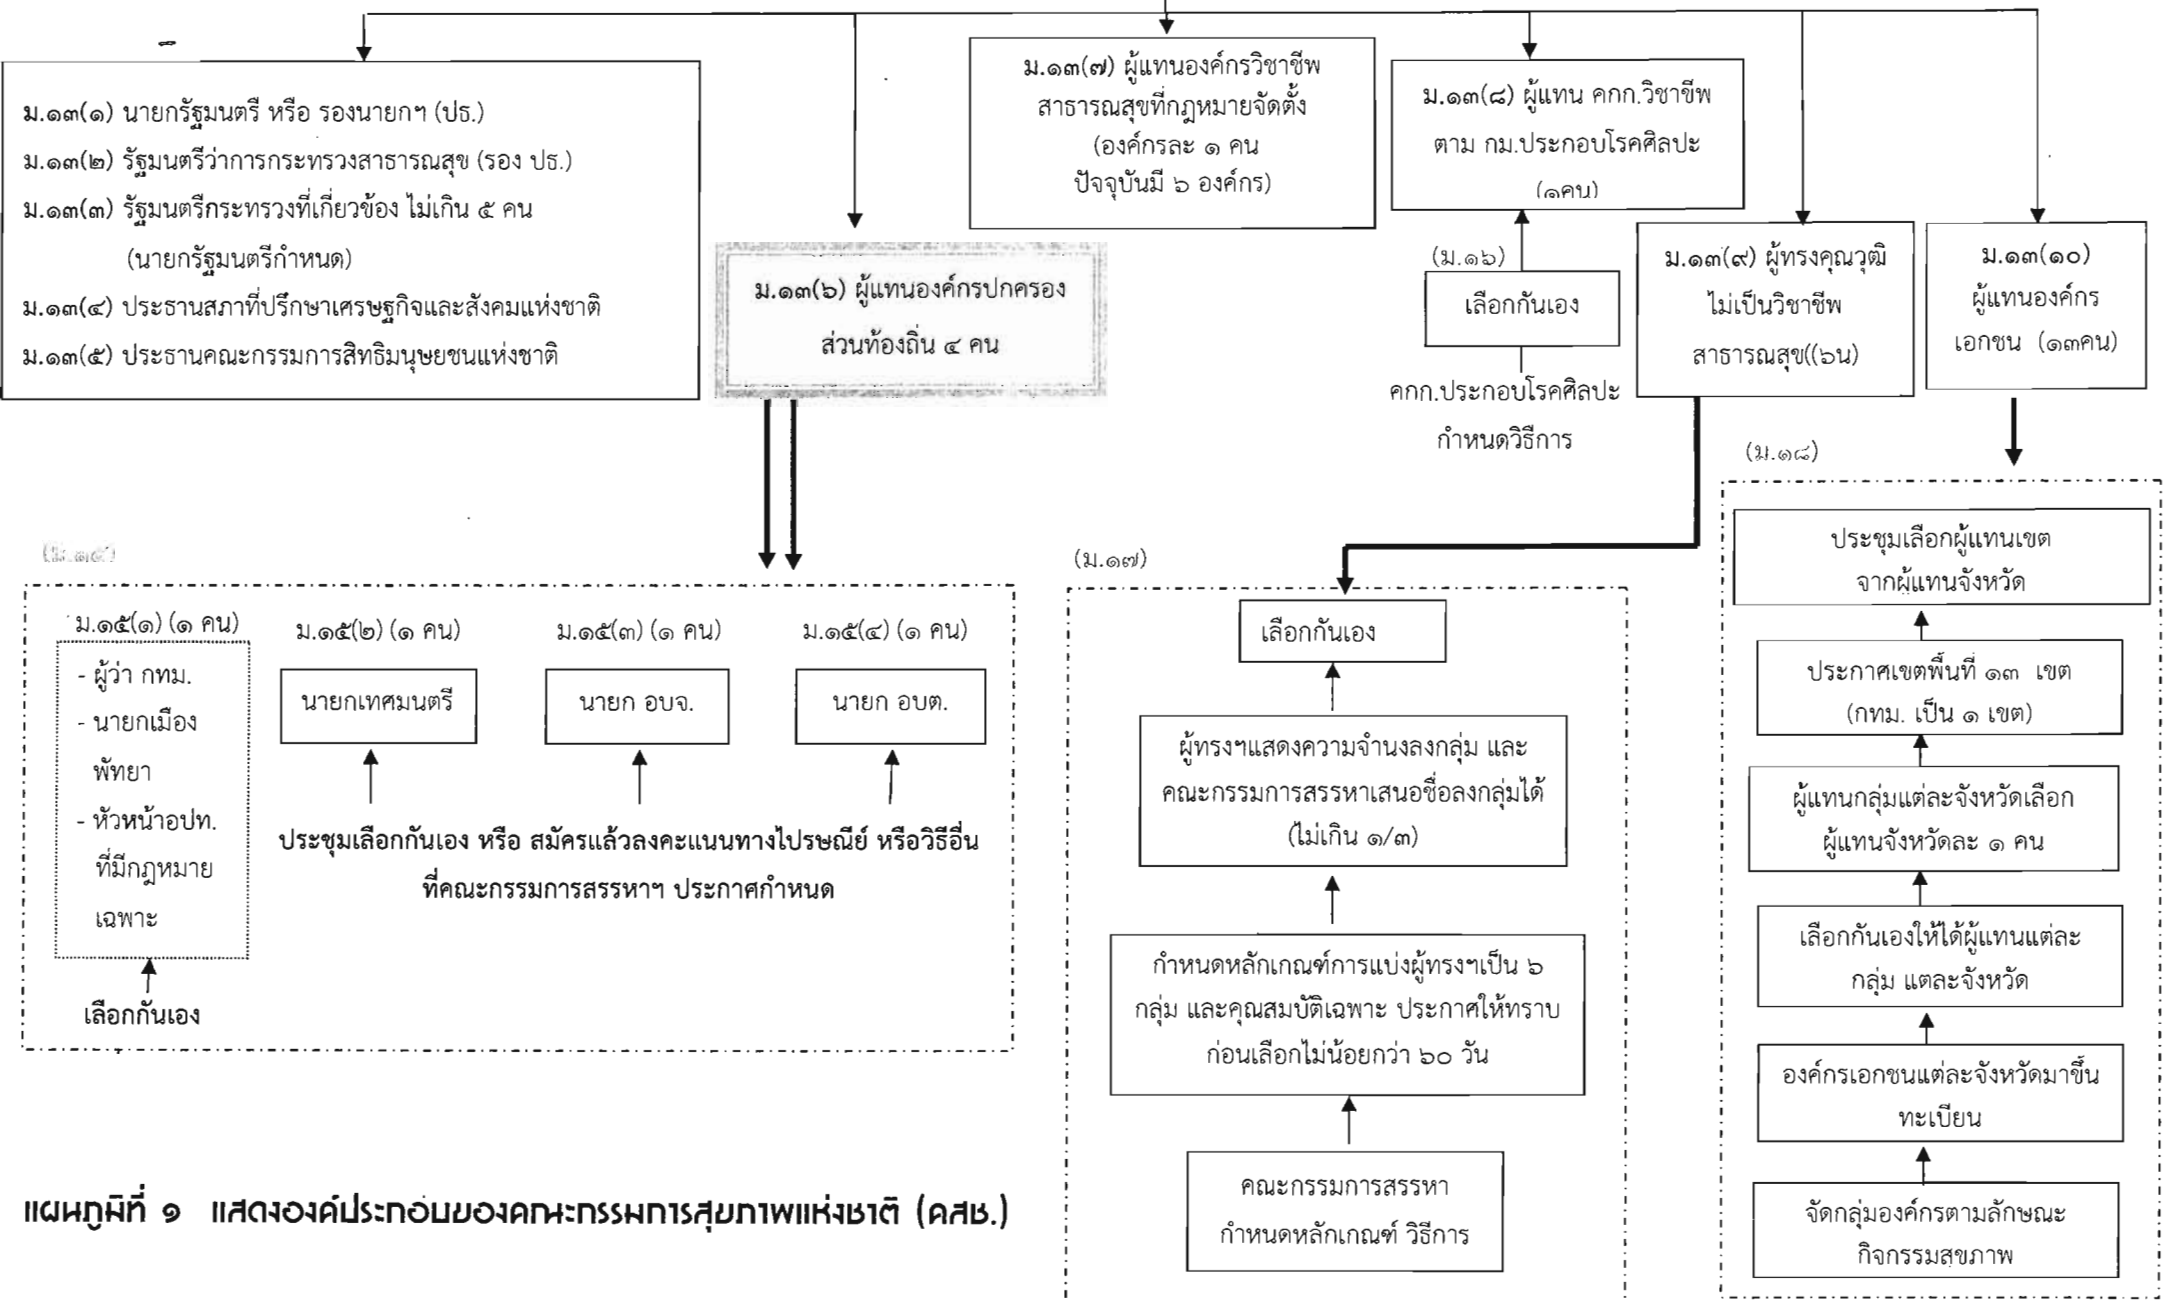 ม.๑๓(๑) นายกรัฐมนตรี หรือ รองนายกฯ (ปธ.)
ม.๑๓(๒) รัฐมนตรีว่าการกระทรวงสาธารณสุข (รอง ปธ.)
ม.๑๓(๓) รัฐมนตรีกระทรวงที่เกี่ยวข้อง ไม่เกิน ๕ คน
(นายกรัฐมนตรีกำหนด)
ม.๑๓(๔) ประธานสภาที่ปรึกษาเศรษฐกิจและสังคมแห่งชาติ
ม.๑๓(๕) ประธานคณะกรรมการสิทธิมนุษยชนแห่งชาติ
ม.๑๓(๖) ผู้แทนองค์กรปกครอง
ส่วนท้องถิ่น ๔ คน
ม.๑๓(๗) ผู้แทนองค์กรวิชาชีพ
สาธารณสุขที่กฎหมายจัดตั้ง
(องค์กรละ ๑ คน
ปัจจุบันมี ๖ องค์กร)
ม.๑๓(๘) ผู้แทน คกก.วิชาชีพ
ตาม กม.ประกอบโรคศิลปะ
(๑คน)
(ม.๑๖)
เลือกกันเอง
คกก.ประกอบโรคศิลปะ
กำหนดวิธีการ
ม.๑๓(๙) ผู้ทรงคุณวุฒิ
ไม่เป็นวิชาชีพ
สาธารณสุข((๖น)
ม.๑๓(๑๐)
ผู้แทนองค์กร
เอกชน (๑๓คน)
(ม.๑๕)
ม.๑๕(๑) (๑ คน)
- ผู้ว่า กทม.
- นายกเมือง
พัทยา
- หัวหน้าอปท.
ที่มีกฎหมาย
เฉพาะ
เลือกกันเอง
ม.๑๕(๒) (๑ คน)
นายกเทศมนตรี
ม.๑๕(๓) (๑ คน)
นายก อบจ.
ม.๑๕(๔) (๑ คน)
นายก อบต.
ประชุมเลือกกันเอง หรือ สมัครแล้วลงคะแนนทางไปรษณีย์ หรือวิธีอื่น
ที่คณะกรรมการสรรหาฯ ประกาศกำหนด
(ม.๑๗)
เลือกกันเอง
ผู้ทรงฯแสดงความจำนงลงกลุ่ม และ
คณะกรรมการสรรหาเสนอชื่อลงกลุ่มได้
(ไม่เกิน ๑/๓)
กำหนดหลักเกณฑ์การแบ่งผู้ทรงฯเป็น ๖
กลุ่ม และคุณสมบัติเฉพาะ ประกาศให้ทราบ
ก่อนเลือกไม่น้อยกว่า ๖๐ วัน
คณะกรรมการสรรหา
กำหนดหลักเกณฑ์ วิธีการ
(ม.๑๘)
ประชุมเลือกผู้แทนเขต
จากผู้แทนจังหวัด
ประกาศเขตพื้นที่ ๑๓ เขต
(กทม. เป็น ๑ เขต)
ผู้แทนกลุ่มแต่ละจังหวัดเลือก
ผู้แทนจังหวัดละ ๑ คน
เลือกกันเองให้ได้ผู้แทนแต่ละ
กลุ่ม แตละจังหวัด
องค์กรเอกชนแต่ละจังหวัดมาขึ้น
ทะเบียน
จัดกลุ่มองค์กรตามลักษณะ
กิจกรรมสุขภาพ
แผนภูมิที่ ๑ แสดงองค์ประกอบของคณะกรรมการสุขภาพแห่งชาติ (คสช.)